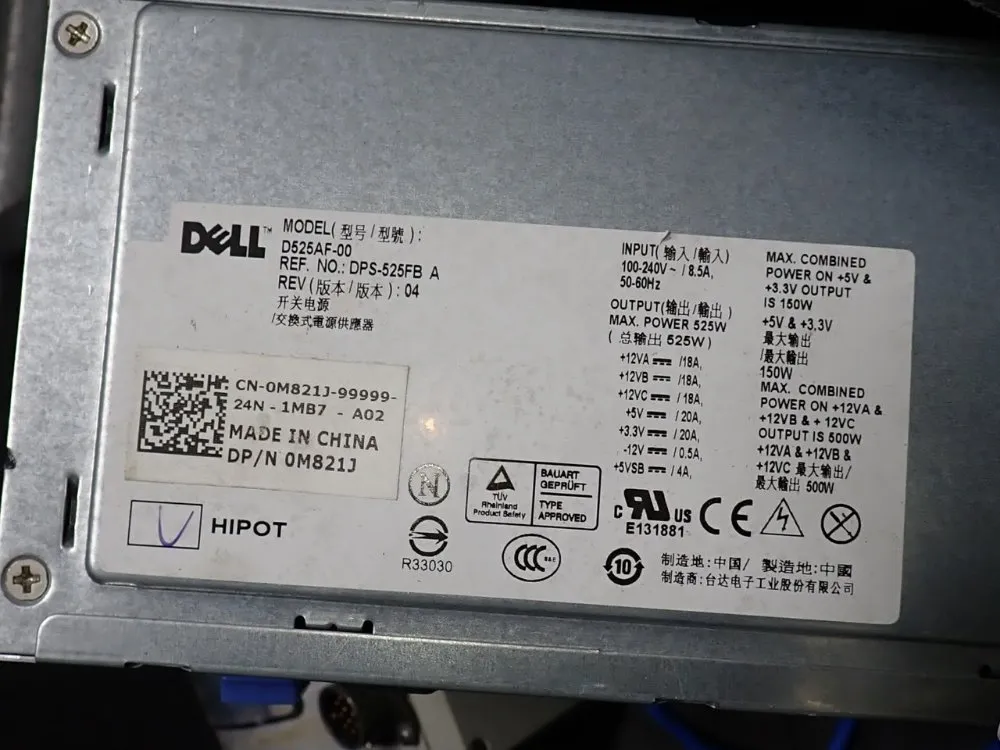 DELL™
MODEL(型号/型號):
D525AF-00
REF. NO.: DPS-525FB A
REV(版本/版本): 04
开关电源
/交換式電源供應器
CN-0M821J-99999-
24N-1MB7 - A02
MADE IN CHINA
DP/N 0M821J
HIPOT
N
R33030
TÜV
Rheinland
Product Safety
BAUART
GEPRÜFT
TYPE
APPROVED
INPUT(输入/輸入)
100-240V~ /8.5A,
50-60Hz
OUTPUT(输出/輸出)
MAX. POWER 525W
(总输出 525W)
+12VA ⎓ /18A,
+12VB ⎓ /18A,
+12VC ⎓ /18A,
+5V ⎓ /20A,
+3.3V ⎓ /20A,
-12V ⎓ /0.5A,
+5VSB ⎓ /4A,
MAX. COMBINED
POWER ON +5V &
+3.3V OUTPUT
IS 150W
+5V & +3.3V
最大输出
/最大輸出
150W
MAX. COMBINED
POWER ON +12VA &
+12VB & +12VC
OUTPUT IS 500W
+12VA & +12VB &
+12VC 最大输出/
最大輸出 500W
c RU US
E131881
CE
CCC S&E
10
制造地:中国/ 製造地:中國
制造商:台达电子工业股份有限公司